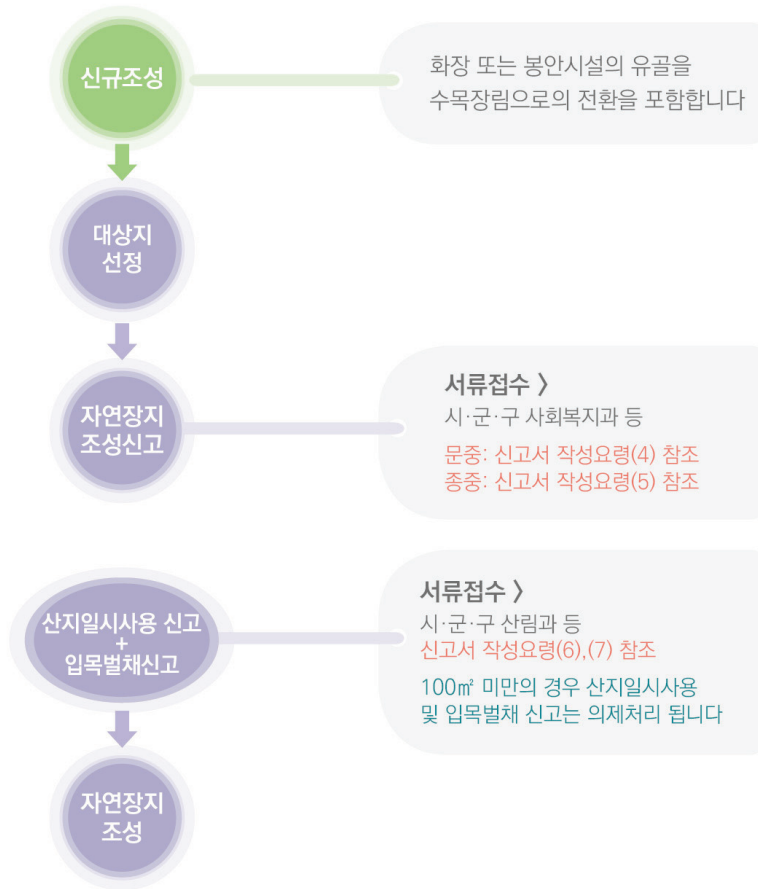 신규조성
화장 또는 봉안시설의 유골을
수목장림으로의 전환을 포함합니다
대상지
선정
자연장지
조성신고
서류접수 〉
시·군·구 사회복지과 등
문중: 신고서 작성요령(4) 참조
종중: 신고서 작성요령(5) 참조
산지일시사용 신고
+
입목벌채신고
서류접수 〉
시·군·구 산림과 등
신고서 작성요령(6),(7) 참조
100㎡ 미만의 경우 산지일시사용
및 입목벌채 신고는 의제처리 됩니다
자연장지
조성